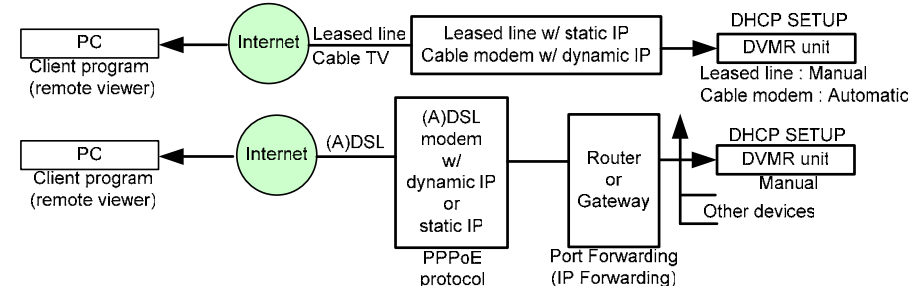 PC
Client program
(remote viewer)
Internet
Leased line
Cable TV
Leased line w/ static IP
Cable modem w/ dynamic IP
DHCP SETUP
DVMR unit
Leased line : Manual
Cable modem : Automatic
PC
Client program
(remote viewer)
Internet
(A)DSL
(A)DSL
modem
w/
dynamic IP
or
static IP
PPPoE
protocol
Router
or
Gateway
Port Forwarding
(IP Forwarding)
DHCP SETUP
DVMR unit
Manual
Other devices